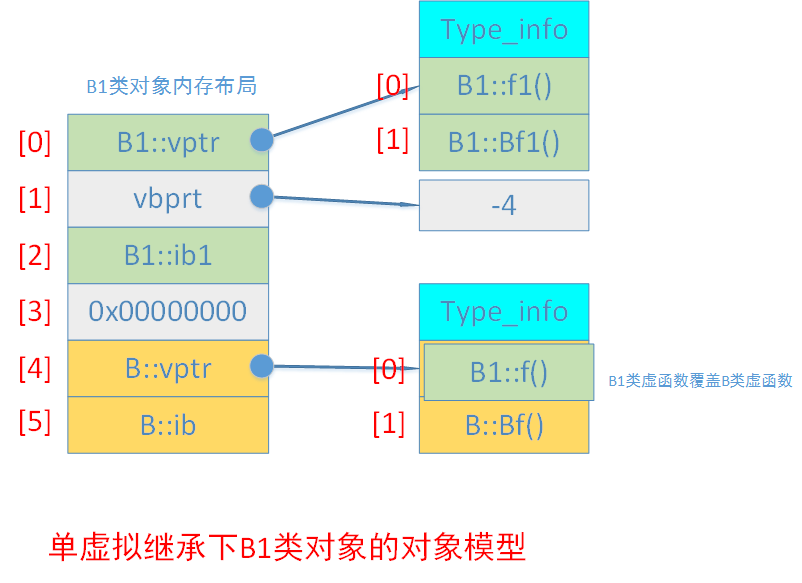 Type_info
B1类对象内存布局
[0] B1::f1()
[0] B1::vptr
[1] B1::Bf1()
[1] vbprt
-4
[2] B1::ib1
[3] 0x00000000
Type_info
[4] B::vptr
[0] B1::f()
B1类虚函数覆盖B类虚函数
[5] B::ib
[1] B::Bf()
单虚拟继承下B1类对象的对象模型